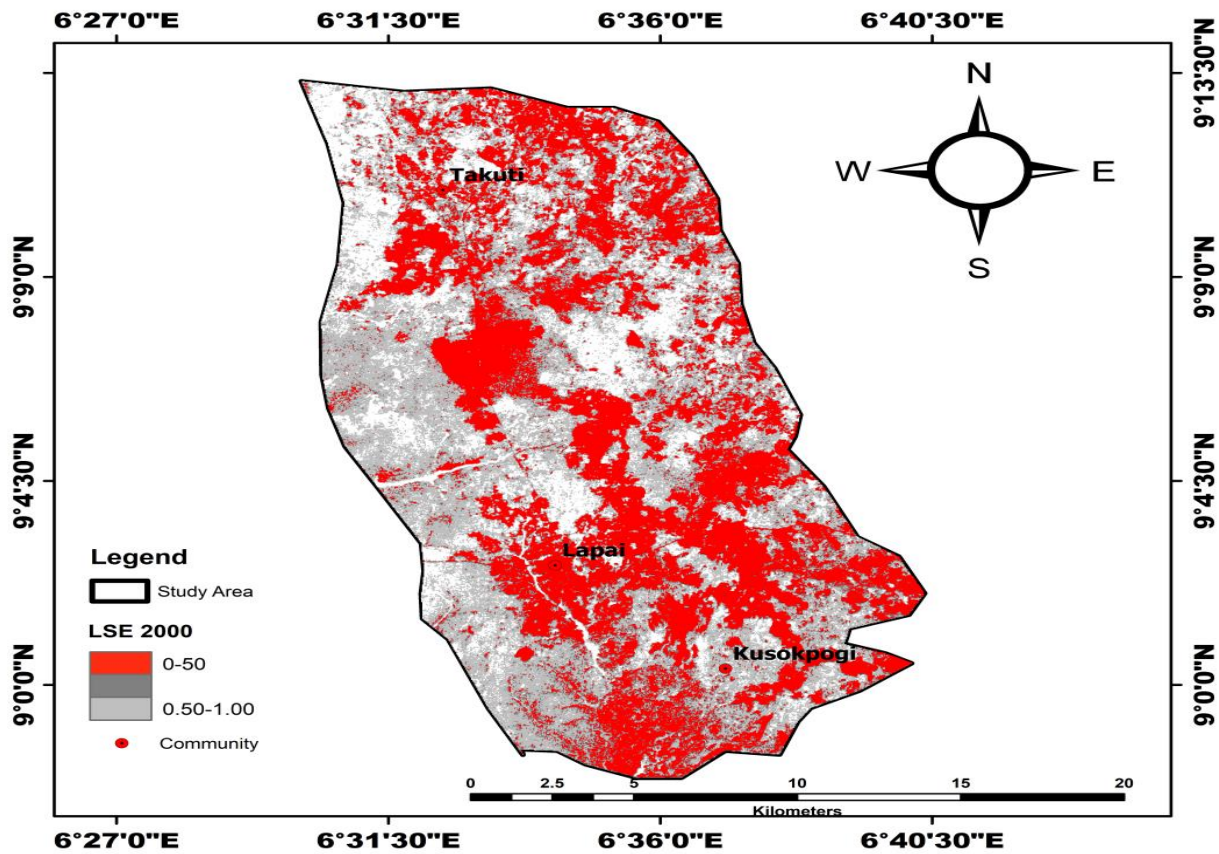 6°27'0"E 6°31'30"E 6°36'0"E 6°40'30"E
9°13'30"N
N
W E
S
Takuti
9°9'0"N 9°9'0"N
9°4'30"N 9°4'30"N
Lapai
Legend
Study Area
LSE 2000
0-50
0.50-1.00
Community
Kusokpogi
9°0'0"N 9°0'0"N
0 2.5 5 10 15 20
Kilometers
6°27'0"E 6°31'30"E 6°36'0"E 6°40'30"E